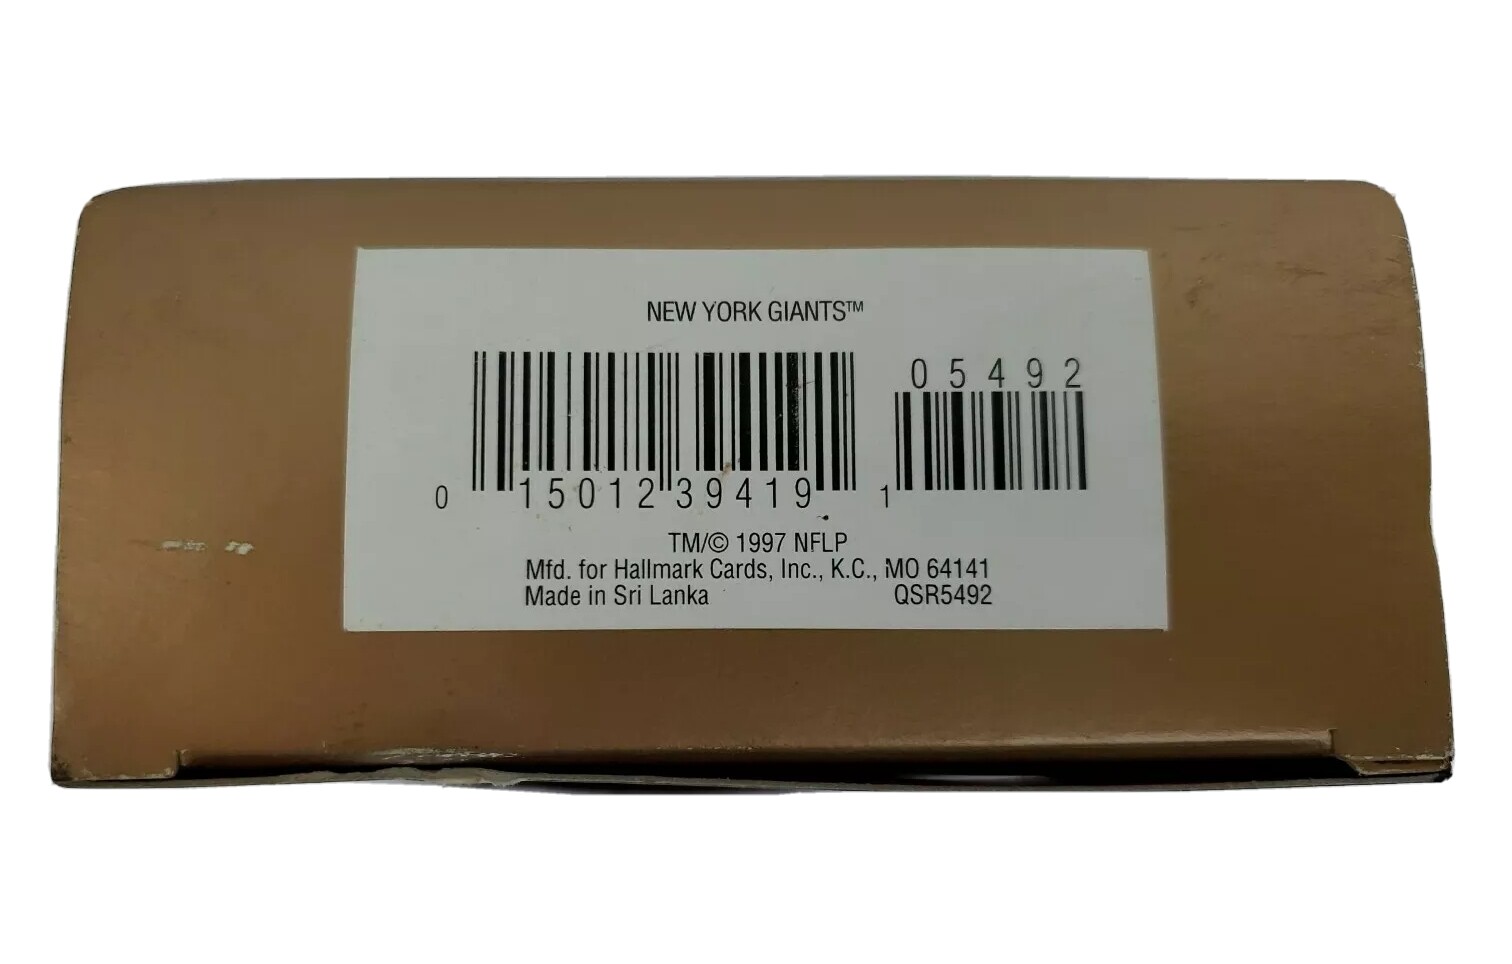 NEW YORK GIANTS™
05492
0 15012 39419 1
TM/© 1997 NFLP
Mfd. for Hallmark Cards, Inc., K.C., MO 64141
Made in Sri Lanka QSR5492